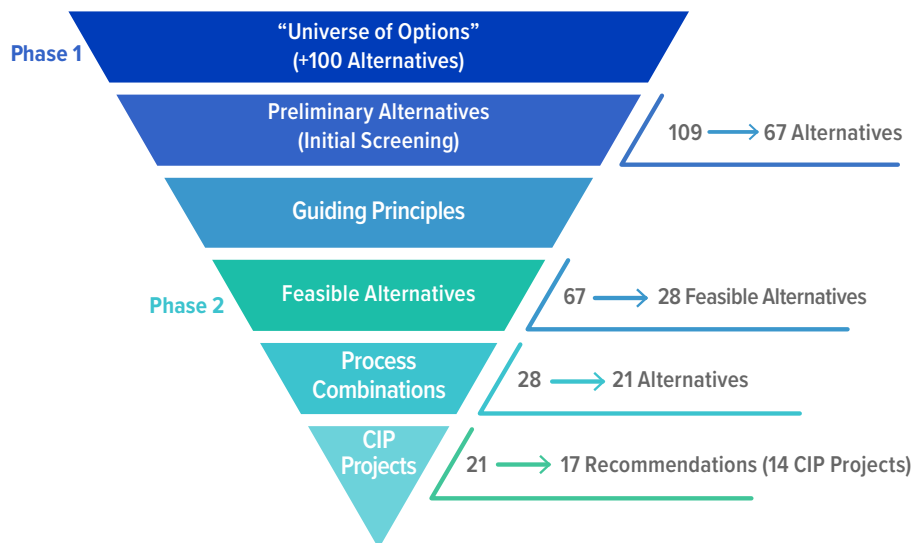 Phase 1
“Universe of Options”
(+100 Alternatives)
Preliminary Alternatives
(Initial Screening)
109 → 67 Alternatives
Guiding Principles
Phase 2
Feasible Alternatives
67 → 28 Feasible Alternatives
Process
Combinations
28 → 21 Alternatives
CIP
Projects
21 → 17 Recommendations (14 CIP Projects)